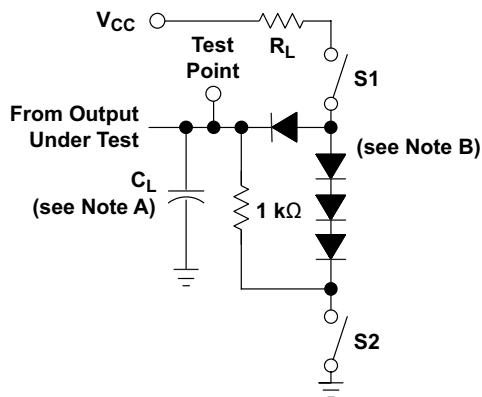 VCC
RL
S1
Test
Point
From Output
Under Test
(see Note B)
CL
(see Note A)
1 kΩ
S2